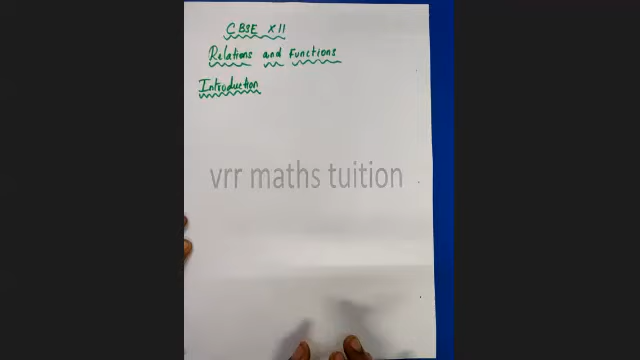 CBSE XII
Relations and Functions
Introduction
vrr maths tuition